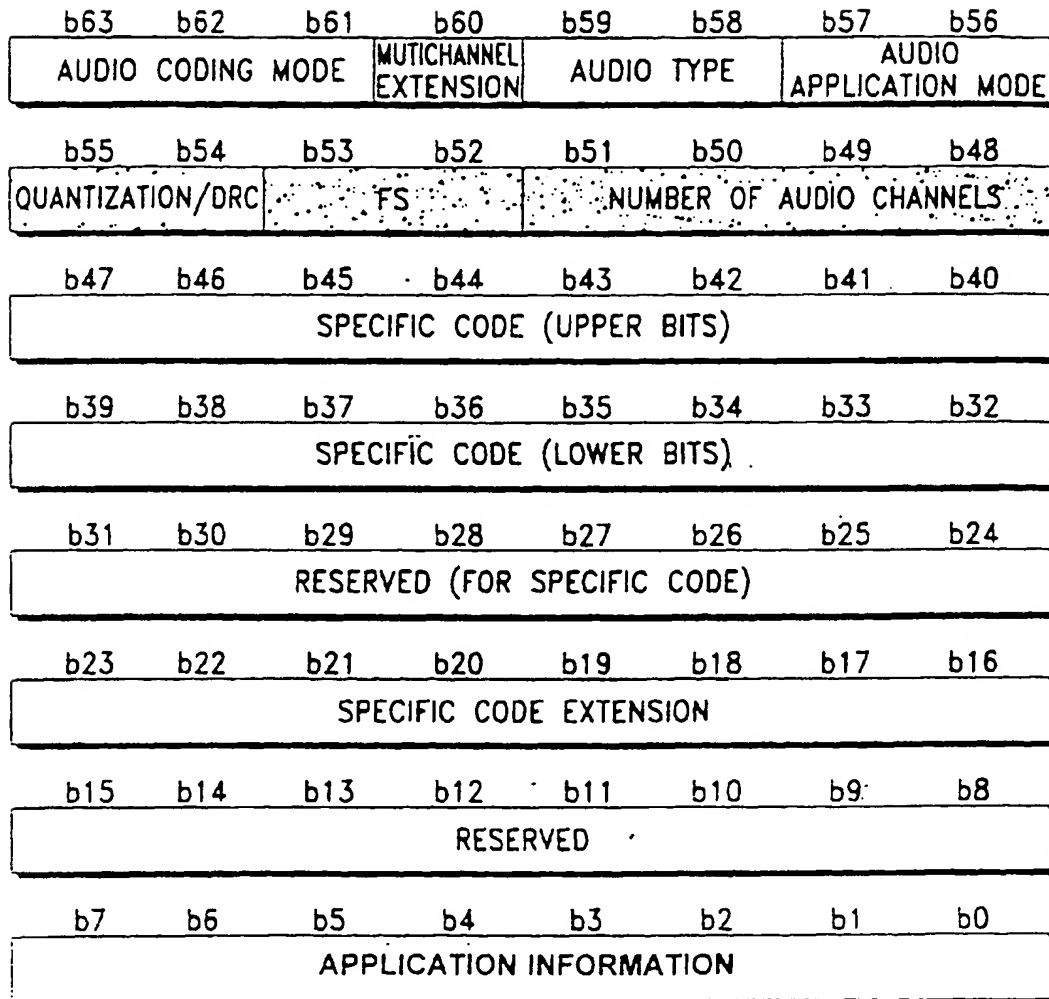 b63 b62 b61 b60 b59 b58 b57 b56
AUDIO CODING MODE
MUTICHANNEL
EXTENSION
AUDIO TYPE
AUDIO
APPLICATION MODE
b55 b54 b53 b52 b51 b50 b49 b48
QUANTIZATION/DRC FS NUMBER OF AUDIO CHANNELS
b47 b46 b45 b44 b43 b42 b41 b40
SPECIFIC CODE (UPPER BITS)
b39 b38 b37 b36 b35 b34 b33 b32
SPECIFIC CODE (LOWER BITS)
b31 b30 b29 b28 b27 b26 b25 b24
RESERVED (FOR SPECIFIC CODE)
b23 b22 b21 b20 b19 b18 b17 b16
SPECIFIC CODE EXTENSION
b15 b14 b13 b12 b11 b10 b9 b8
RESERVED
b7 b6 b5 b4 b3 b2 b1 b0
APPLICATION INFORMATION